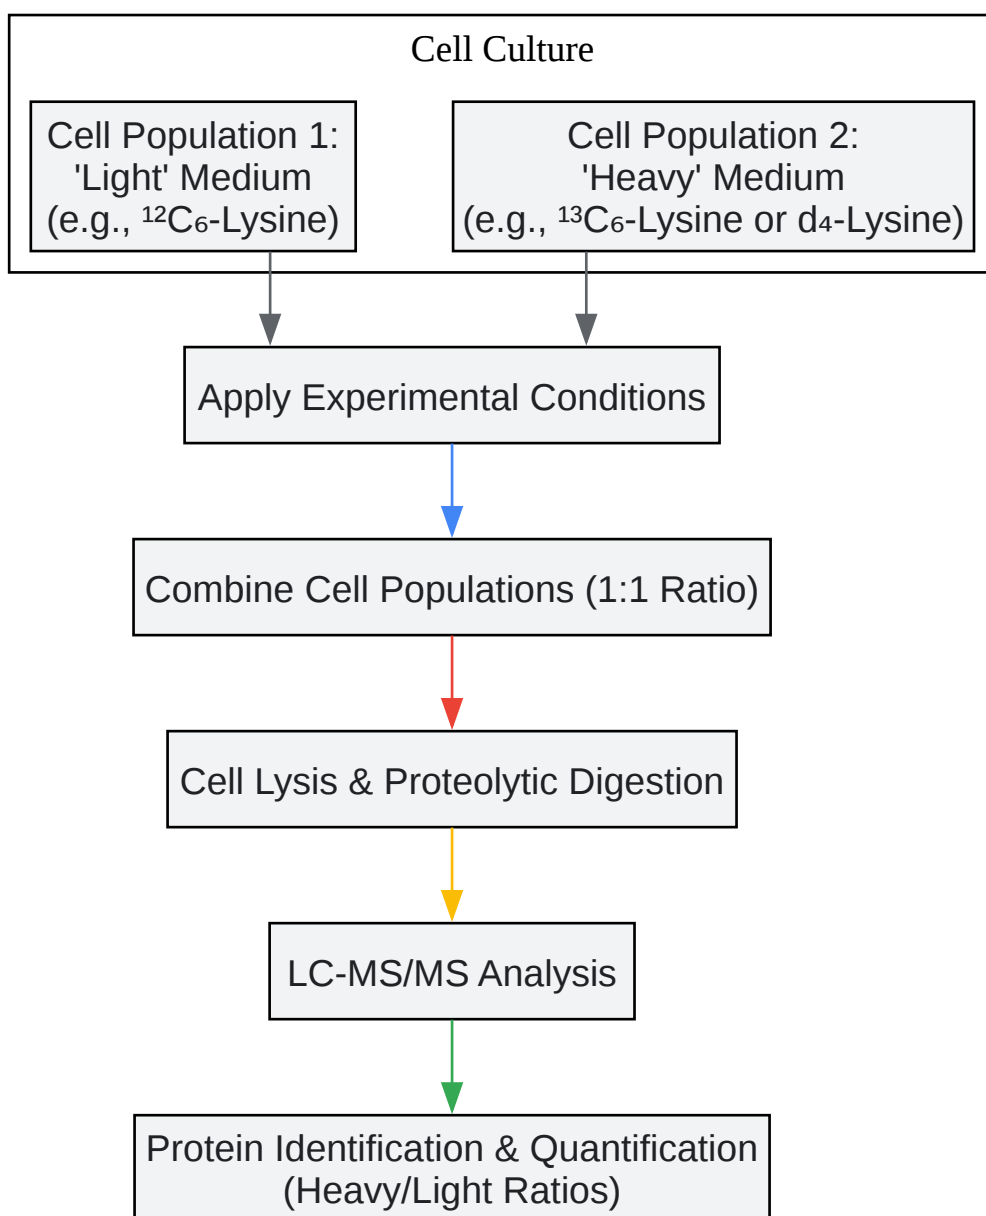 Cell Culture
Cell Population 1:
'Light' Medium
(e.g., ¹²C₆-Lysine)
Cell Population 2:
'Heavy' Medium
(e.g., ¹³C₆-Lysine or d₄-Lysine)
Apply Experimental Conditions
Combine Cell Populations (1:1 Ratio)
Cell Lysis & Proteolytic Digestion
LC-MS/MS Analysis
Protein Identification & Quantification
(Heavy/Light Ratios)